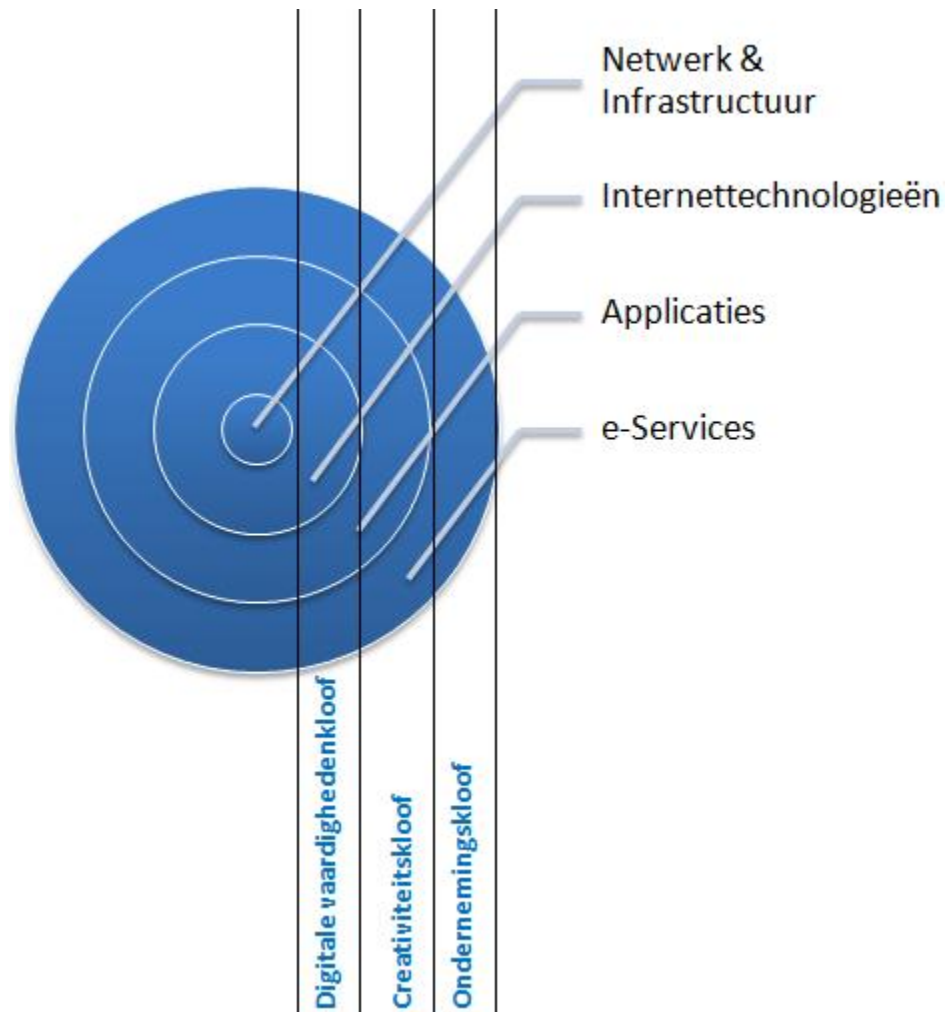 Netwerk &
Infrastructuur
Internettechnologieën
Applicaties
e-Services
Digitale vaardighedenkloof
Creativiteitskloof
Ondernemingskloof